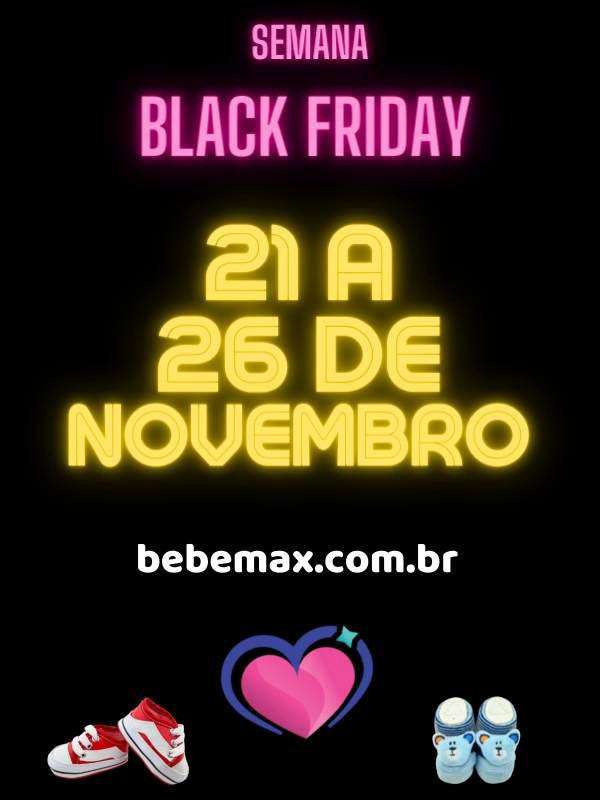 SEMANA
BLACK FRIDAY
21 A
26 DE
NOVEMBRO
bebemax.com.br